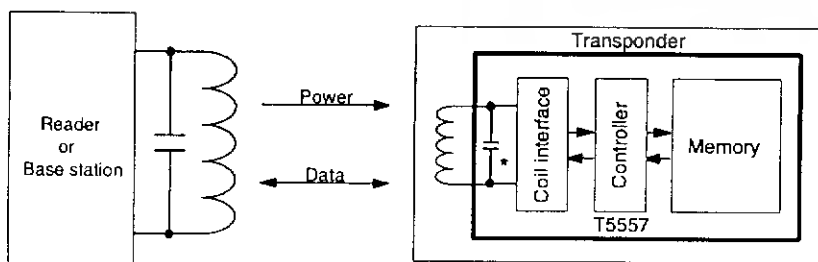 Reader
or
Base station
Power
Data
Transponder
*
Coil interface
Controller
Memory
T5557